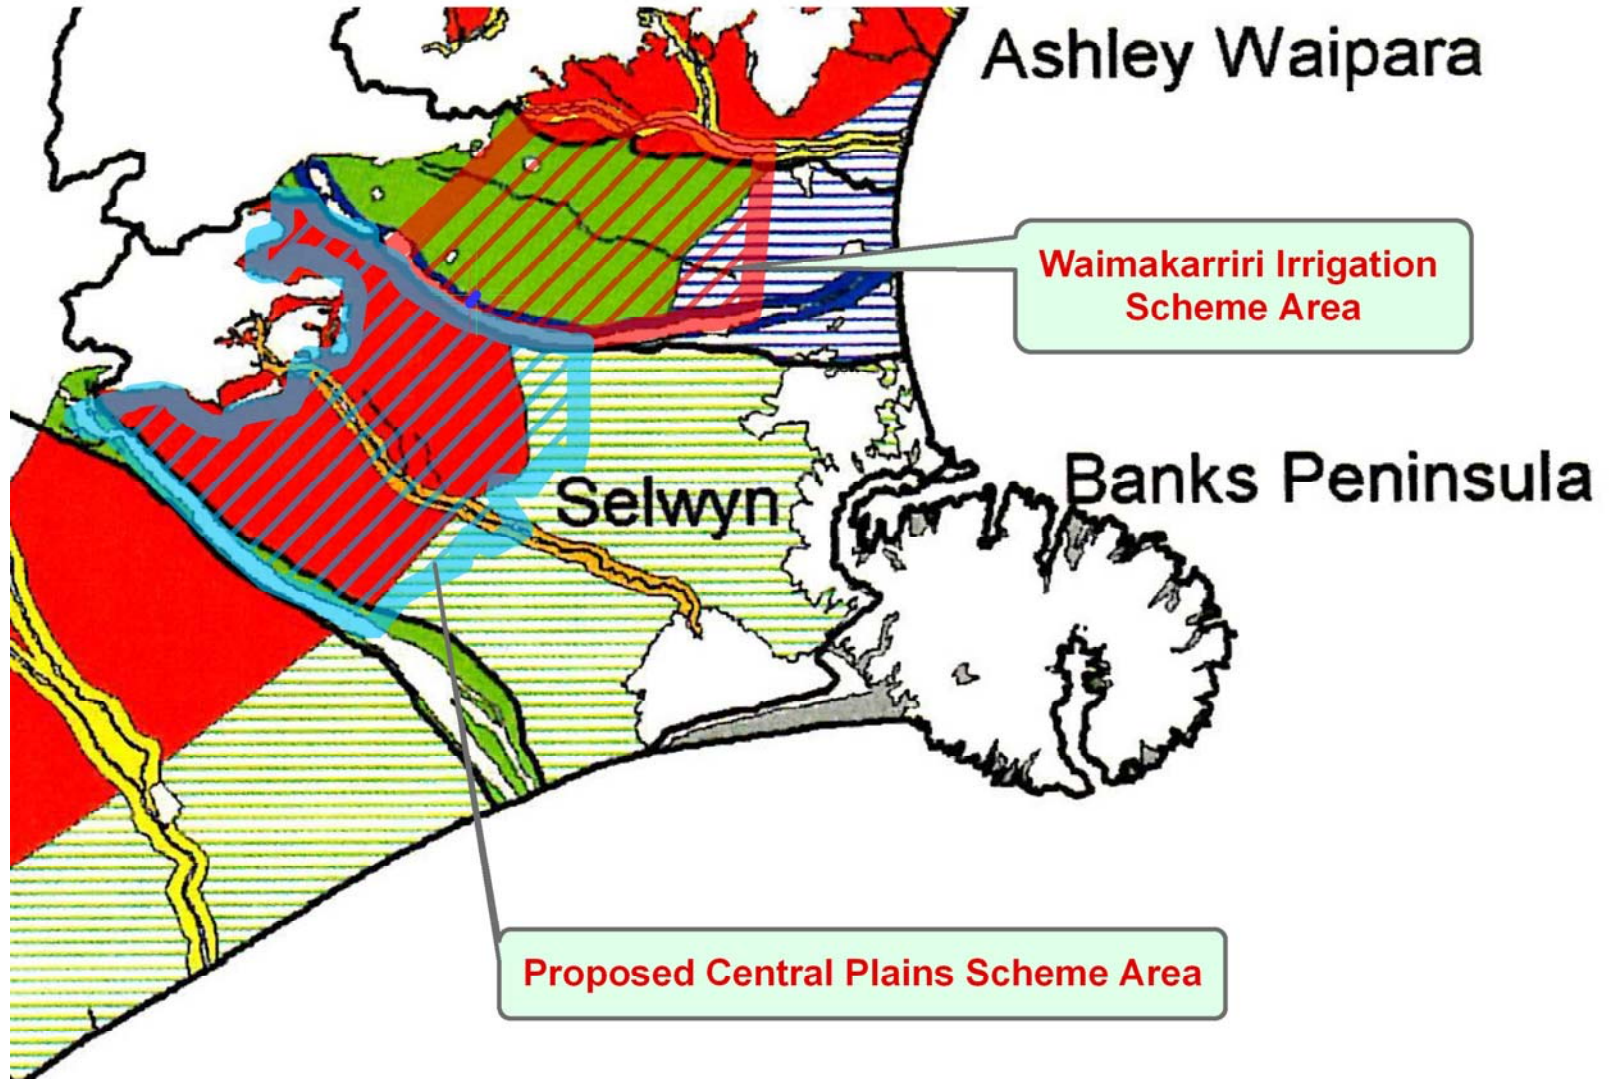 Ashley Waipara
Waimakarriri Irrigation
Scheme Area
Banks Peninsula
Selwyn
Proposed Central Plains Scheme Area